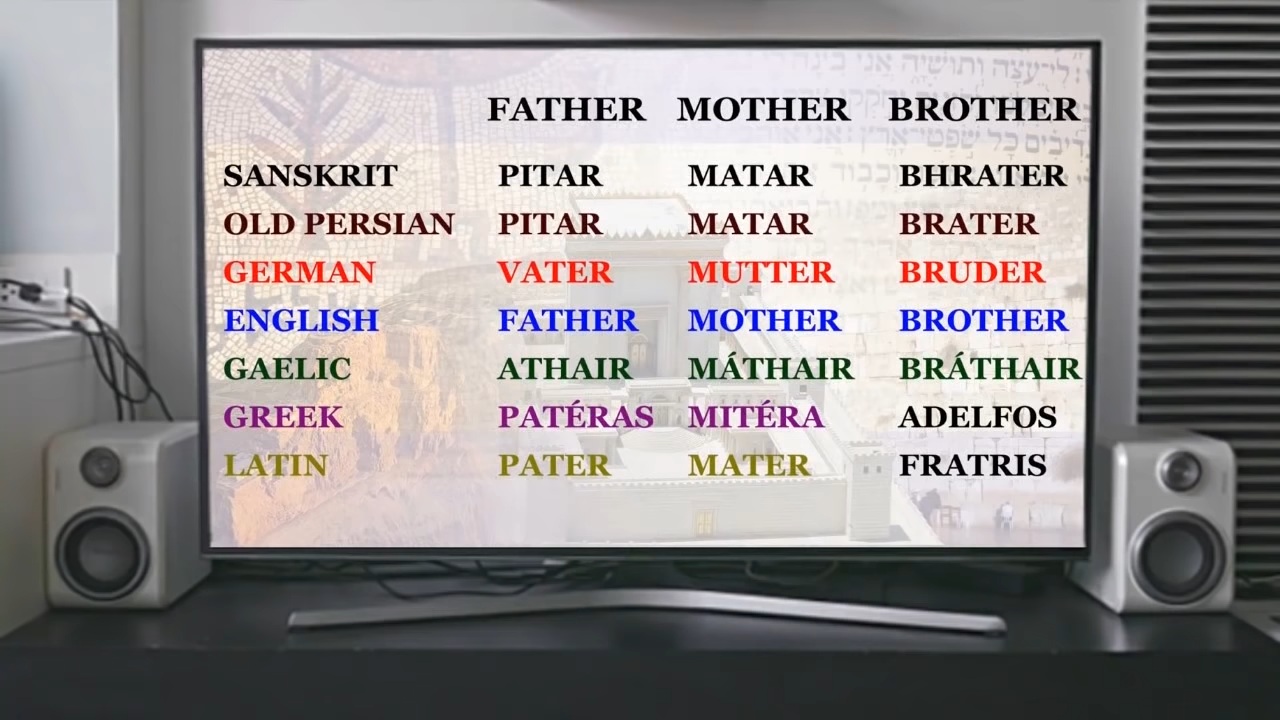 FATHER MOTHER BROTHER
SANSKRIT PITAR MATAR BHRATER
OLD PERSIAN PITAR MATAR BRATER
GERMAN VATER MUTTER BRUDER
ENGLISH FATHER MOTHER BROTHER
GAELIC ATHAIR MÁTHAIR BRÁTHAIR
GREEK PATÉRAS MITÉRA ADELFOS
LATIN PATER MATER FRATRIS